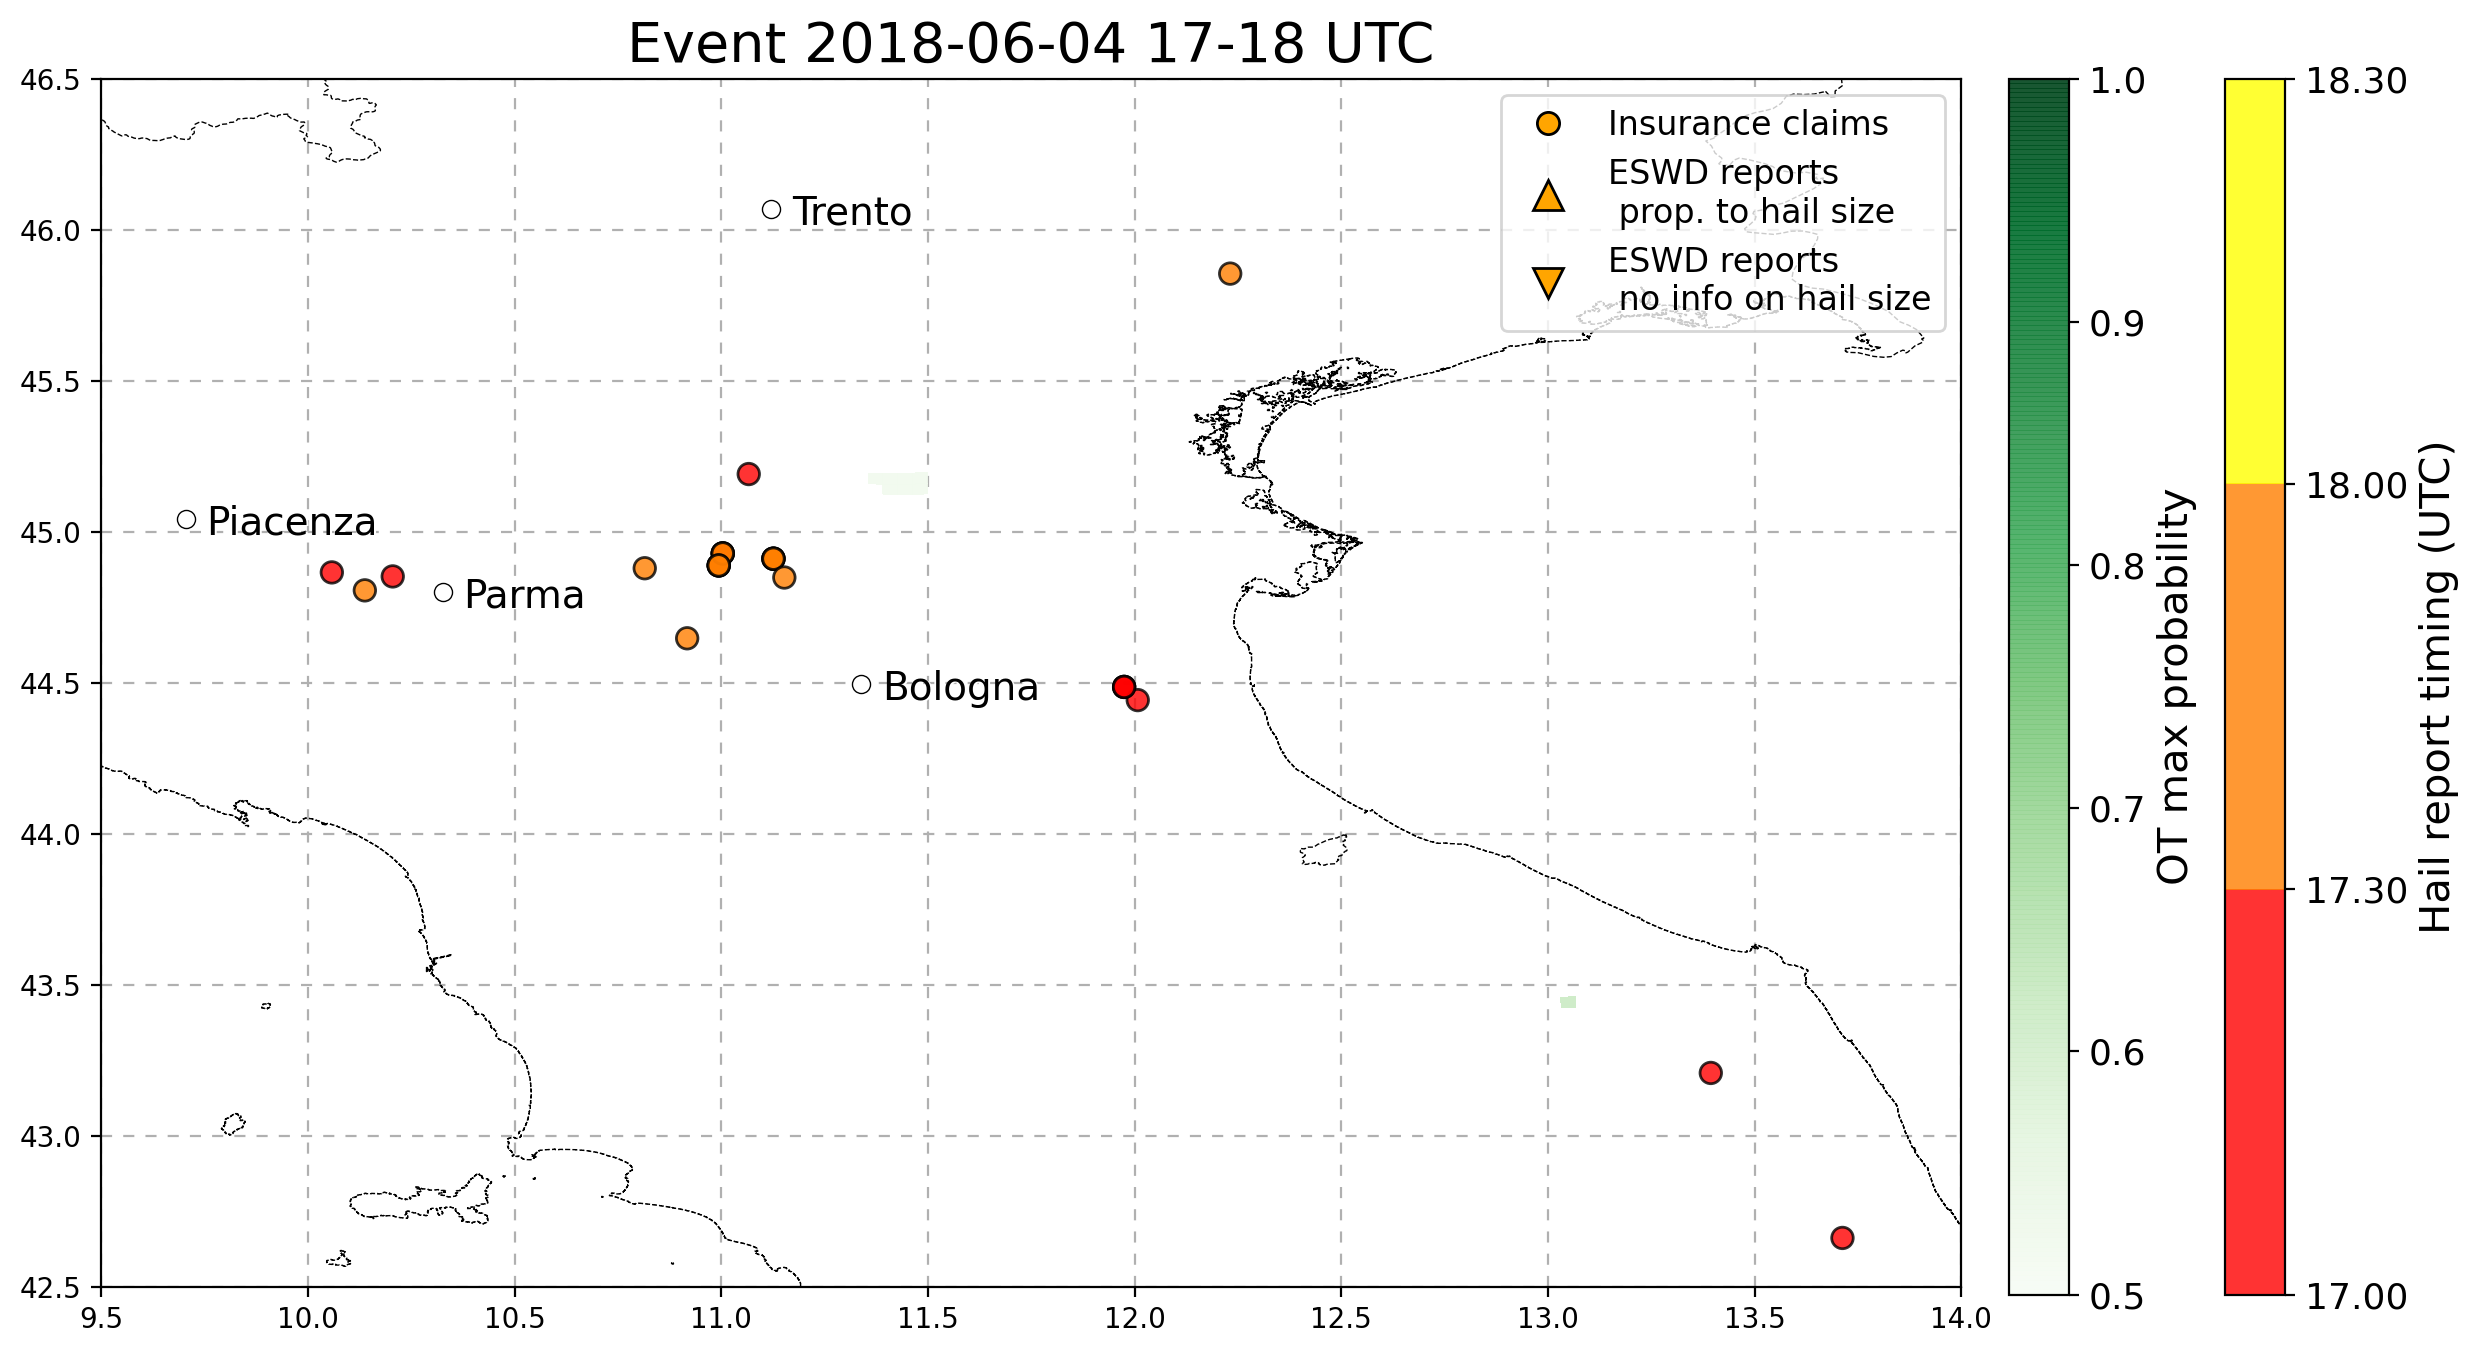 Event 2018-06-04 17-18 UTC
46.5
46.0
45.5
45.0
44.5
44.0
43.5
43.0
42.5
9.5
10.0
10.5
11.0
11.5
12.0
12.5
13.0
13.5
14.0
Trento
Piacenza
Parma
Bologna
Insurance claims
ESWD reports
prop. to hail size
ESWD reports
no info on hail size
1.0
0.9
0.8
0.7
0.6
0.5
OT max probability
18.30
18.00
17.30
17.00
Hail report timing (UTC)